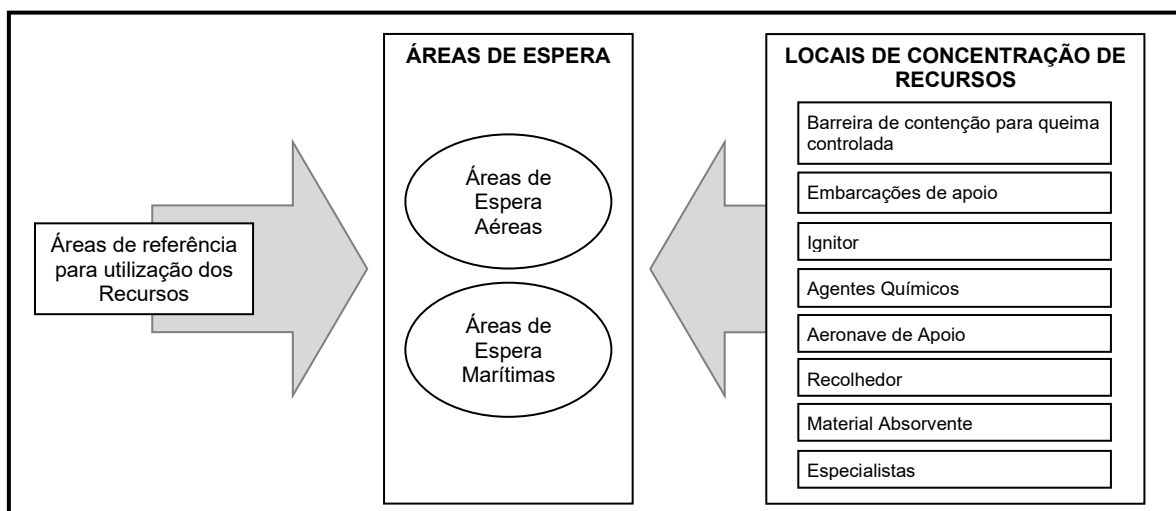 Áreas de referência
para utilização dos
Recursos
ÁREAS DE ESPERA
Áreas de
Espera
Aéreas
Áreas de
Espera
Marítimas
LOCAIS DE CONCENTRAÇÃO DE
RECURSOS
Barreira de contenção para queima
controlada
Embarcações de apoio
Ignitor
Agentes Químicos
Aeronave de Apoio
Recolhedor
Material Absorvente
Especialistas